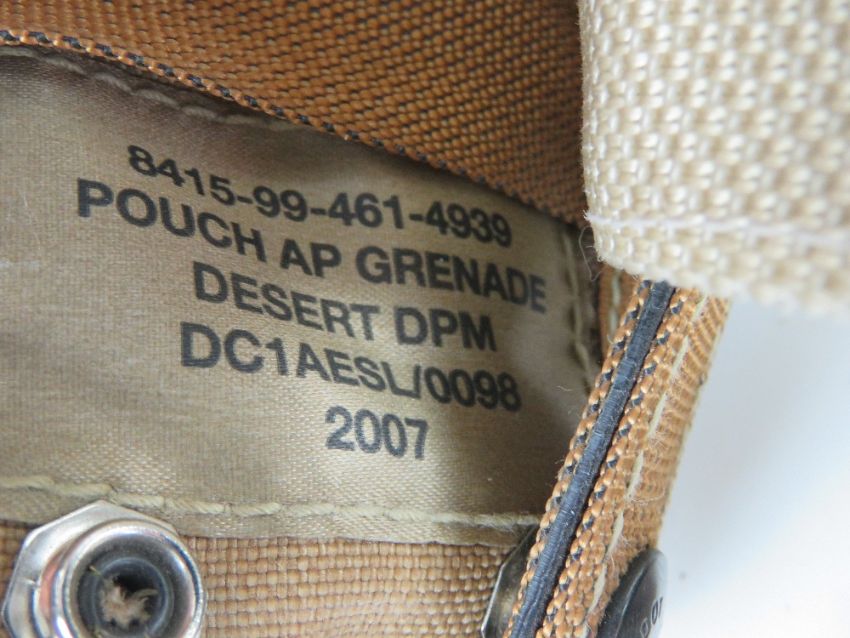 8415-99-461-4939
POUCH AP GRENADE
DESERT DPM
DC1AESL/0098
2007